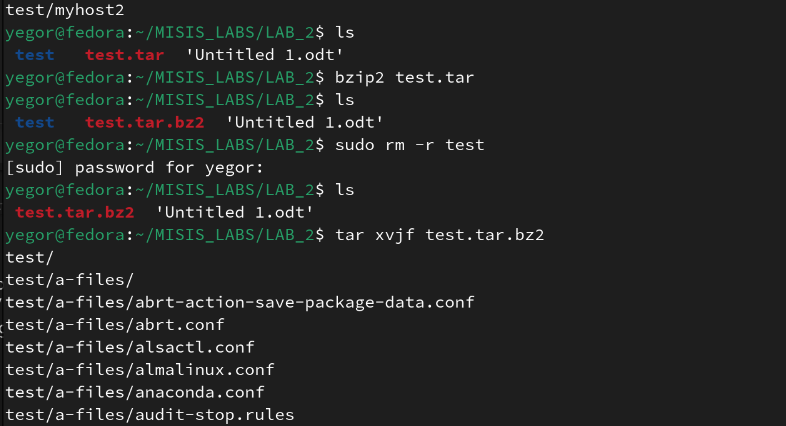 test/myhost2
yegor@fedora:~/MISIS_LABS/LAB_2$ ls
test   test.tar  'Untitled 1.odt'
yegor@fedora:~/MISIS_LABS/LAB_2$ bzip2 test.tar
yegor@fedora:~/MISIS_LABS/LAB_2$ ls
test   test.tar.bz2  'Untitled 1.odt'
yegor@fedora:~/MISIS_LABS/LAB_2$ sudo rm -r test
[sudo] password for yegor:
yegor@fedora:~/MISIS_LABS/LAB_2$ ls
test.tar.bz2  'Untitled 1.odt'
yegor@fedora:~/MISIS_LABS/LAB_2$ tar xvjf test.tar.bz2
test/
test/a-files/
test/a-files/abrt-action-save-package-data.conf
test/a-files/abrt.conf
test/a-files/alsactl.conf
test/a-files/almalinux.conf
test/a-files/anaconda.conf
test/a-files/audit-stop.rules